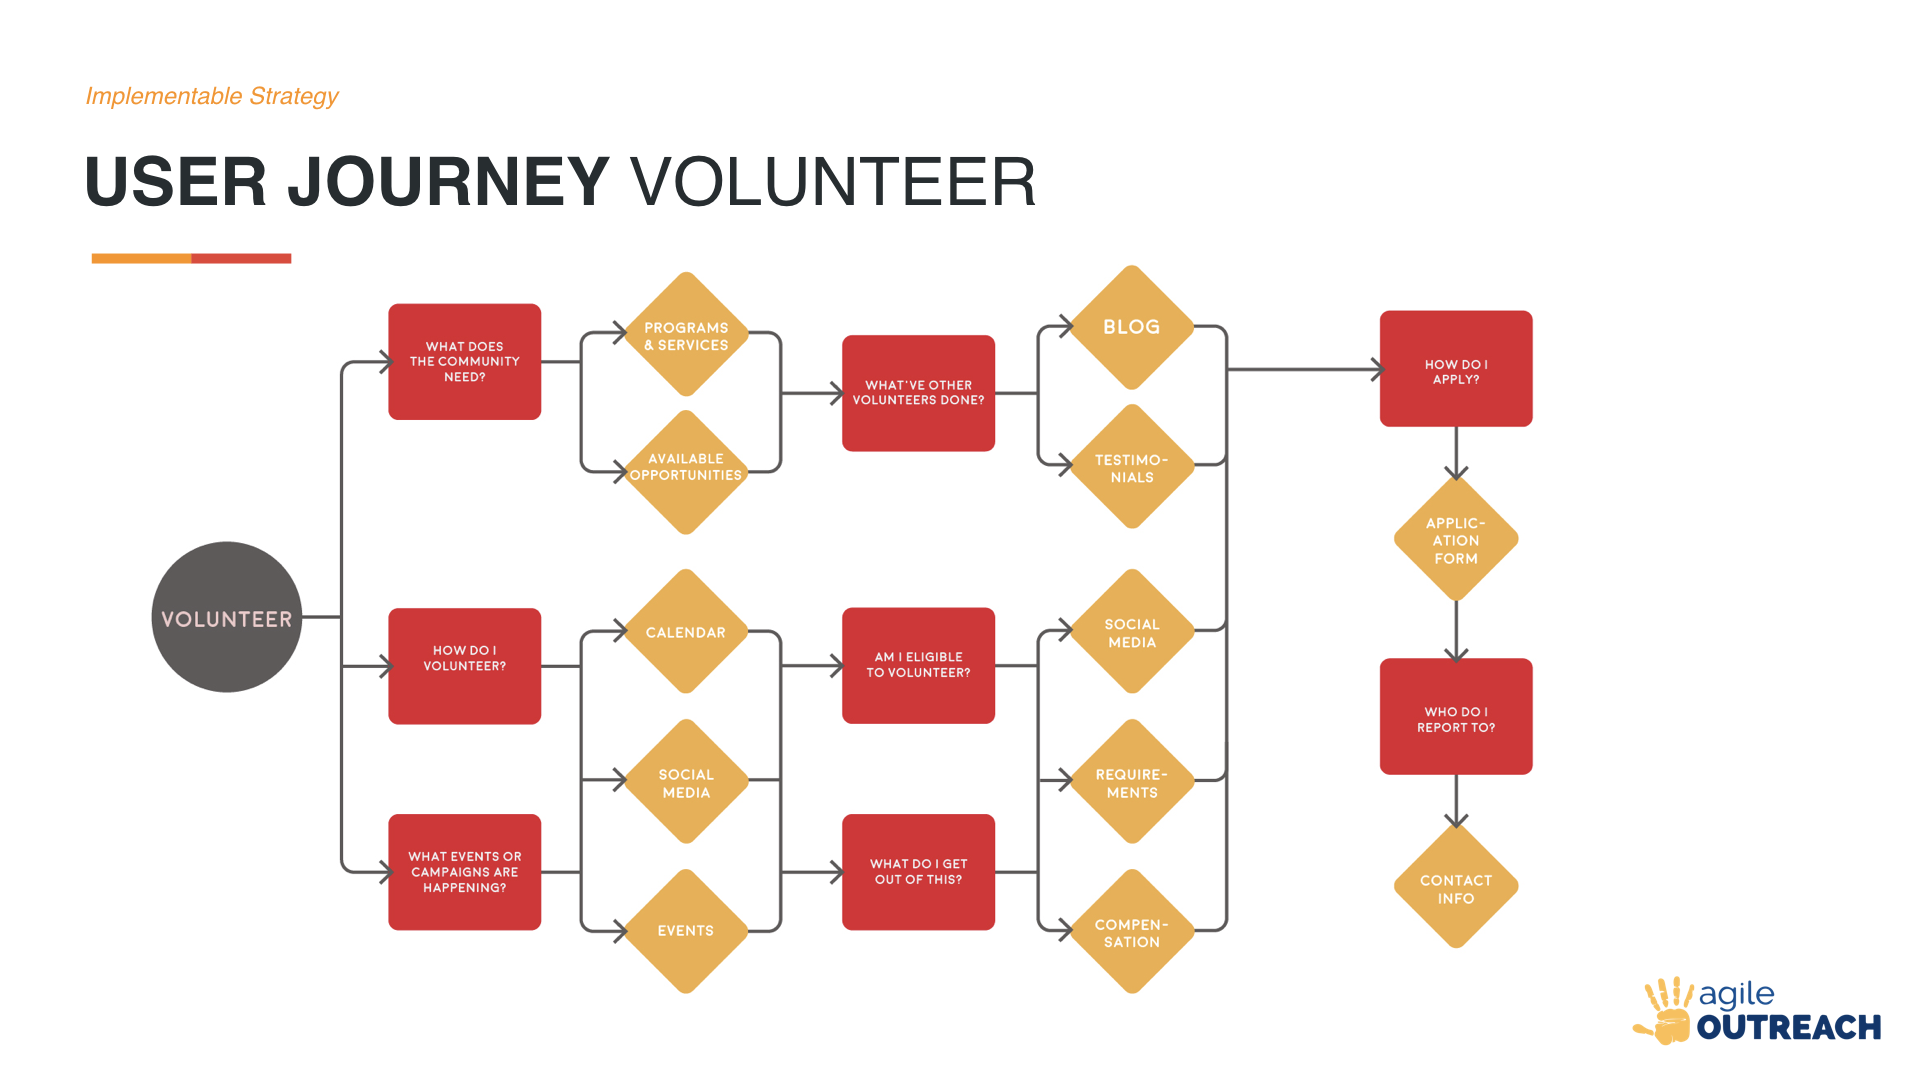 Implementable Strategy
USER JOURNEY VOLUNTEER
VOLUNTEER
WHAT DOES
THE COMMUNITY
NEED?
HOW DO I
VOLUNTEER?
WHAT EVENTS OR
CAMPAIGNS ARE
HAPPENING?
PROGRAMS
& SERVICES
AVAILABLE
OPPORTUNITIES
CALENDAR
SOCIAL
MEDIA
EVENTS
WHAT'VE OTHER
VOLUNTEERS DONE?
AM I ELIGIBLE
TO VOLUNTEER?
WHAT DO I GET
OUT OF THIS?
BLOG
TESTIMO-
NIALS
SOCIAL
MEDIA
REQUIRE-
MENTS
COMPEN-
SATION
HOW DO I
APPLY?
APPLIC-
ATION
FORM
WHO DO I
REPORT TO?
CONTACT
INFO
agile
OUTREACH